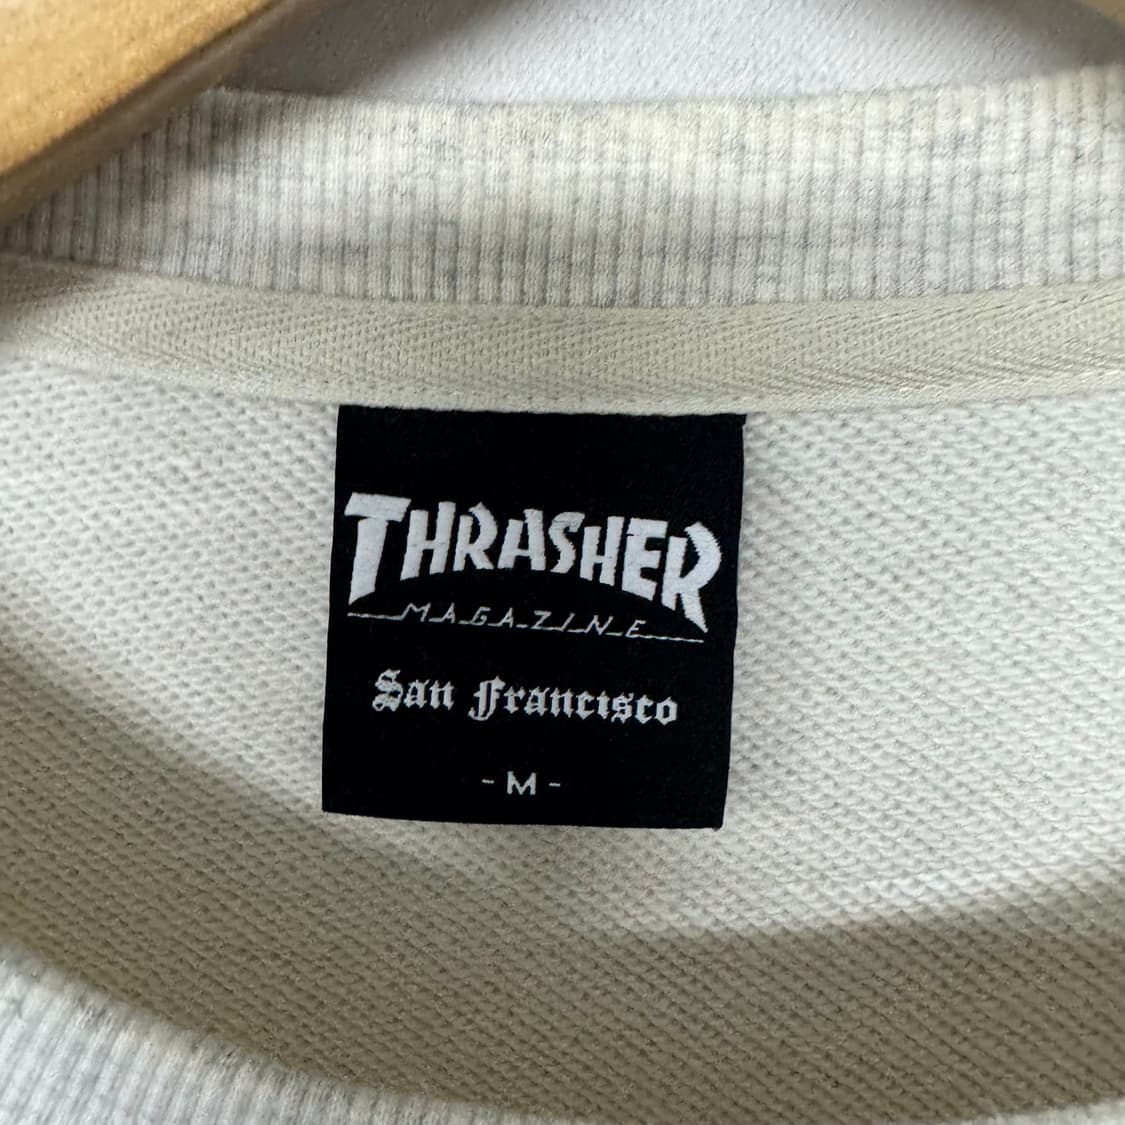 THRASHER
MAGAZINE
San Francisco
- M -